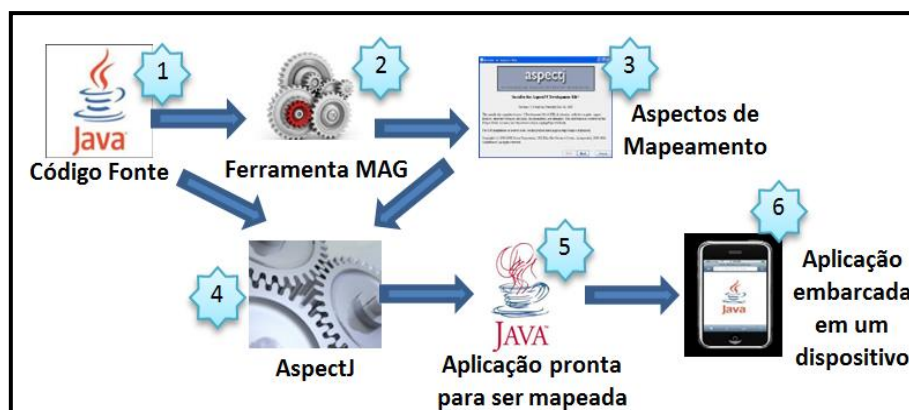 1
Java
Código Fonte
2
Ferramenta MAG
aspectj
3
Aspectos de
Mapeamento
4
AspectJ
5
JAVA
Aplicação pronta
para ser mapeada
6
Java
Aplicação
embarcada
em um
dispositivo